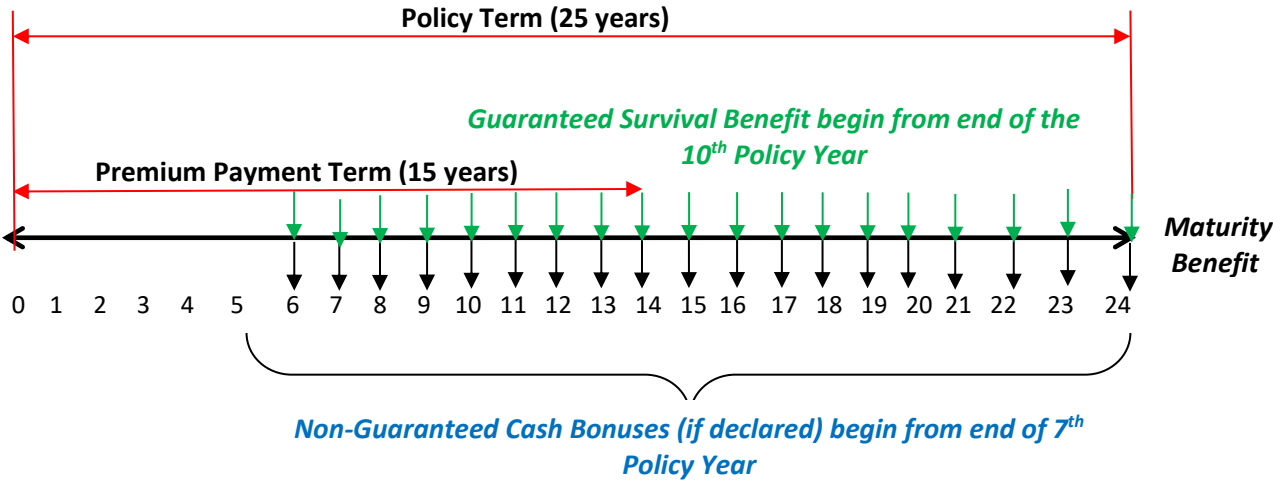 Policy Term (25 years)
Guaranteed Survival Benefit begin from end of the
10th Policy Year
Premium Payment Term (15 years)
Maturity
Benefit
0 1 2 3 4 5 6 7 8 9 10 11 12 13 14 15 16 17 18 19 20 21 22 23 24
Non-Guaranteed Cash Bonuses (if declared) begin from end of 7th
Policy Year